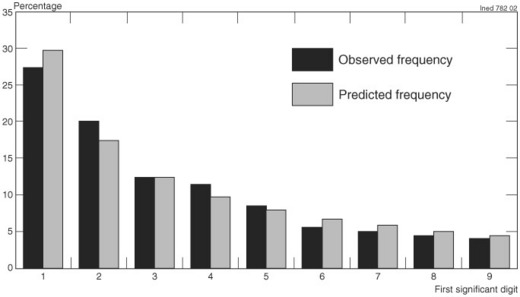 Percentage
Ined 782 02
35
30
25
20
15
10
5
0
Observed frequency
Predicted frequency
1 2 3 4 5 6 7 8 9
First significant digit